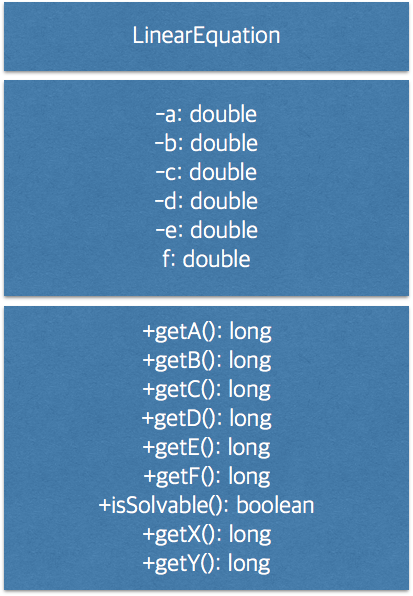 LinearEquation
-a: double
-b: double
-c: double
-d: double
-e: double
f: double
+getA(): long
+getB(): long
+getC(): long
+getD(): long
+getE(): long
+getF(): long
+isSolvable(): boolean
+getX(): long
+getY(): long